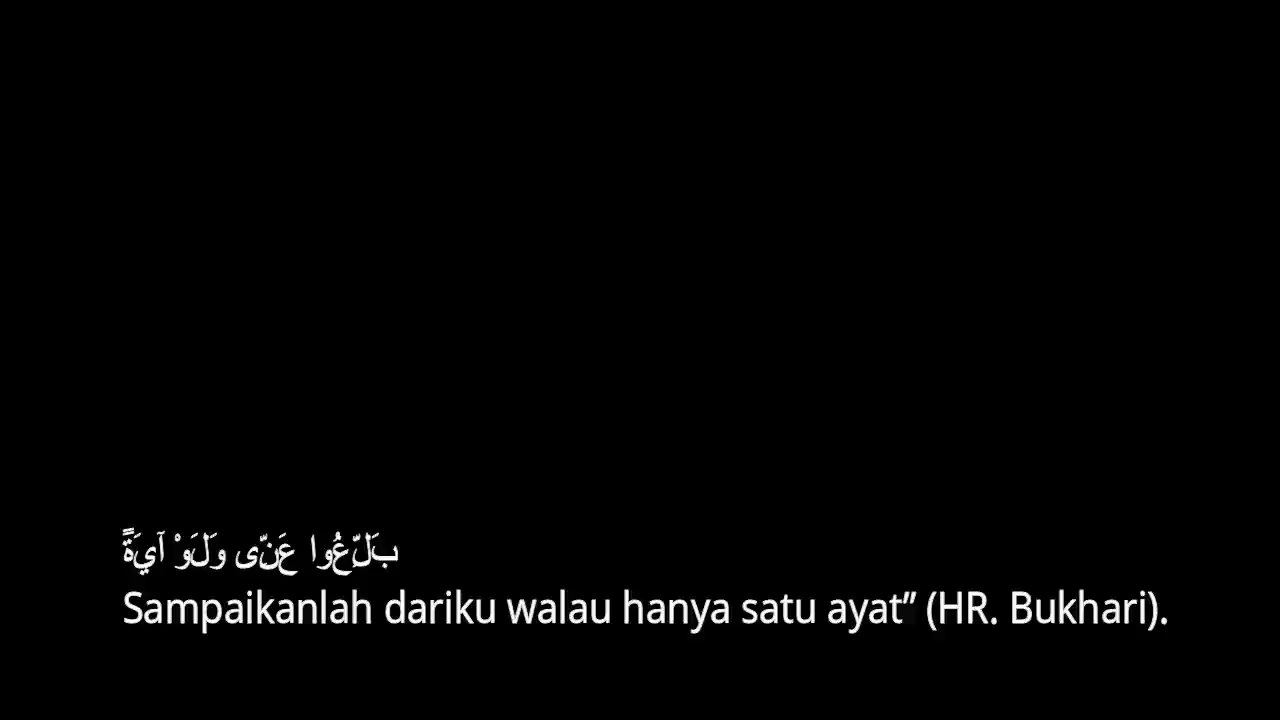 بَلِّغُوا عَنِّى وَلَوْ آيَةً
Sampaikanlah dariku walau hanya satu ayat” (HR. Bukhari).